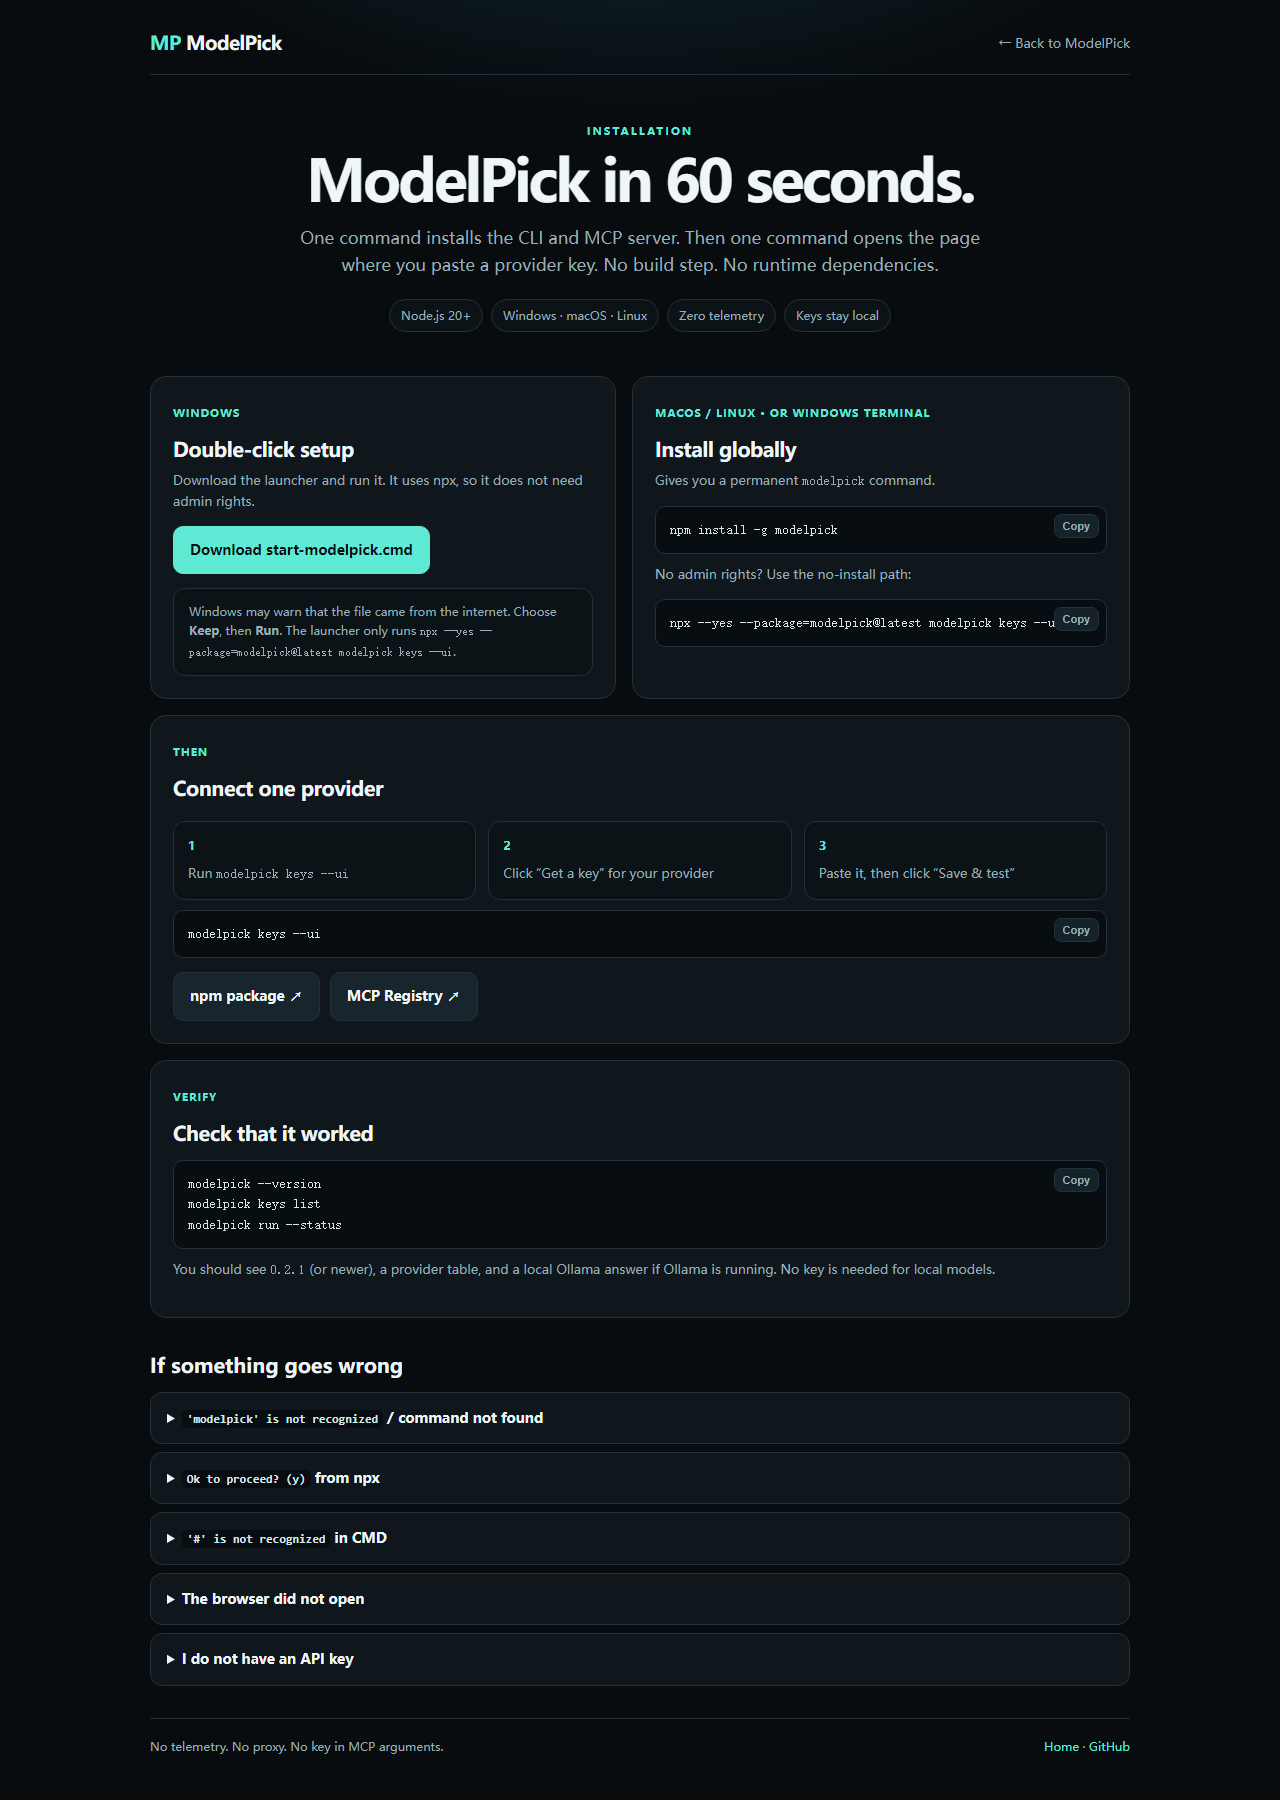 MP ModelPick
← Back to ModelPick
INSTALLATION
ModelPick in 60 seconds.
One command installs the CLI and MCP server. Then one command opens the page
where you paste a provider key. No build step. No runtime dependencies.
Node.js 20+
Windows · macOS · Linux
Zero telemetry
Keys stay local
WINDOWS
Double-click setup
Download the launcher and run it. It uses npx, so it does not need
admin rights.
Download start-modelpick.cmd
Windows may warn that the file came from the internet. Choose
Keep, then Run. The launcher only runs npx --yes --
package=modelpick@latest modelpick keys --ui.
MACOS / LINUX • OR WINDOWS TERMINAL
Install globally
Gives you a permanent modelpick command.
npm install -g modelpick
Copy
No admin rights? Use the no-install path:
npx --yes --package=modelpick@latest modelpick keys --u
Copy
THEN
Connect one provider
1
Run modelpick keys --ui
2
Click “Get a key” for your provider
3
Paste it, then click “Save & test”
modelpick keys --ui
Copy
npm package ↗
MCP Registry ↗
VERIFY
Check that it worked
modelpick --version
Copy
modelpick keys list
modelpick run --status
You should see 0.2.1 (or newer), a provider table, and a local Ollama answer if Ollama is running. No key is needed for local models.
If something goes wrong
▶ 'modelpick' is not recognized / command not found
▶ Ok to proceed? (y) from npx
▶ '#' is not recognized in CMD
▶ The browser did not open
▶ I do not have an API key
No telemetry. No proxy. No key in MCP arguments.
Home · GitHub